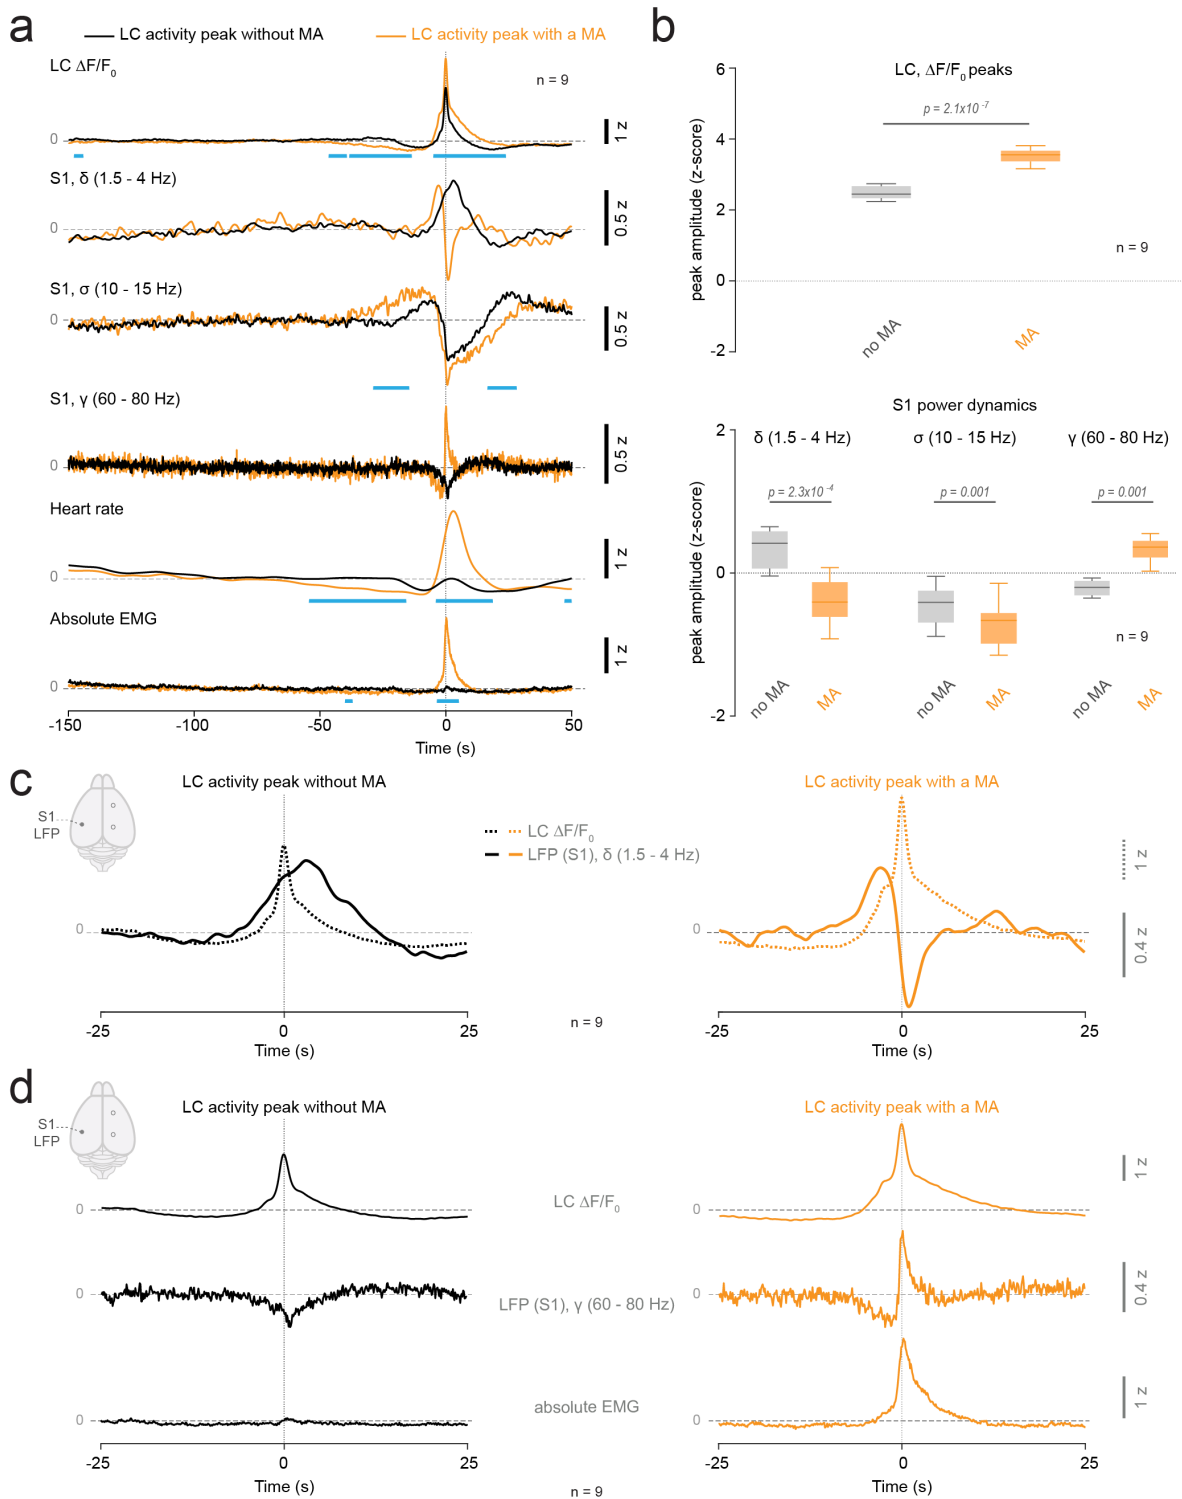 a
LC activity peak without MA
LC activity peak with a MA
LC ΔF/F0
n = 9
0
1 z
S1, δ (1.5 - 4 Hz)
0
0.5 z
S1, σ (10 - 15 Hz)
0
0.5 z
S1, γ (60 - 80 Hz)
0
0.5 z
Heart rate
0
1 z
Absolute EMG
0
1 z
-150 -100 -50 0 50
Time (s)
b
LC, ΔF/F0 peaks
6
4
2
0
-2
peak amplitude (z-score)
p = 2.1x10 -7
n = 9
no MA
MA
S1 power dynamics
2
0
-2
peak amplitude (z-score)
δ (1.5 - 4 Hz) σ (10 - 15 Hz) γ (60 - 80 Hz)
p = 2.3x10 -4
p = 0.001
p = 0.001
n = 9
no MA
MA
no MA
MA
no MA
MA
c
S1
LFP
LC activity peak without MA
LC activity peak with a MA
LC ΔF/F0
LFP (S1), δ (1.5 - 4 Hz)
1 z
0.4 z
0
0
-25 0 25
Time (s)
n = 9
-25 0 25
Time (s)
d
S1
LFP
LC activity peak without MA
LC activity peak with a MA
0
LC ΔF/F0
0
1 z
0
LFP (S1), γ (60 - 80 Hz)
0
0.4 z
0
absolute EMG
0
1 z
-25 0 25
Time (s)
n = 9
-25 0 25
Time (s)